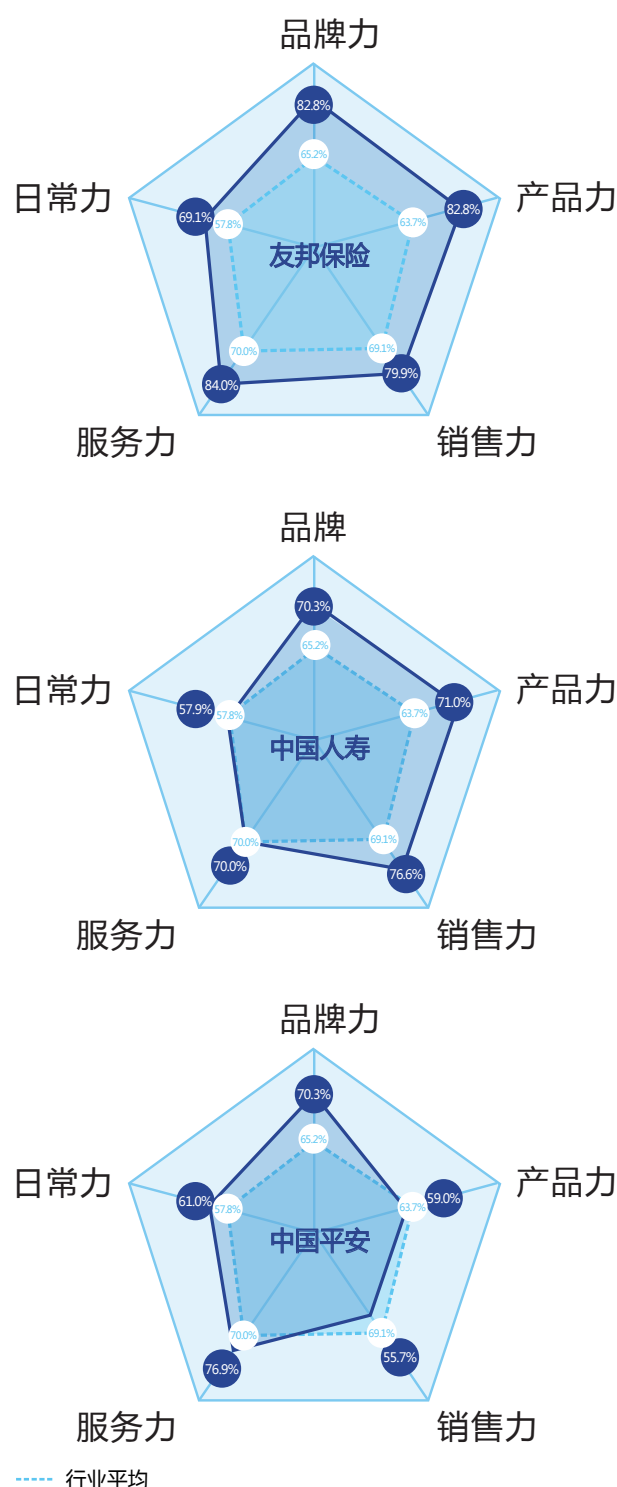 品牌力
82.8%
65.2%
日常力
产品力
69.1%
57.8%
63.7%
82.8%
友邦保险
70.0%
69.1%
84.0%
79.9%
服务力
销售力
品牌
70.3%
65.2%
日常力
产品力
57.9%
57.8%
63.7%
71.0%
中国人寿
70.0%
69.1%
70.0%
76.6%
服务力
销售力
品牌力
70.3%
65.2%
日常力
产品力
61.0%
57.8%
63.7%
59.0%
中国平安
70.0%
69.1%
76.9%
55.7%
服务力
销售力
行业平均